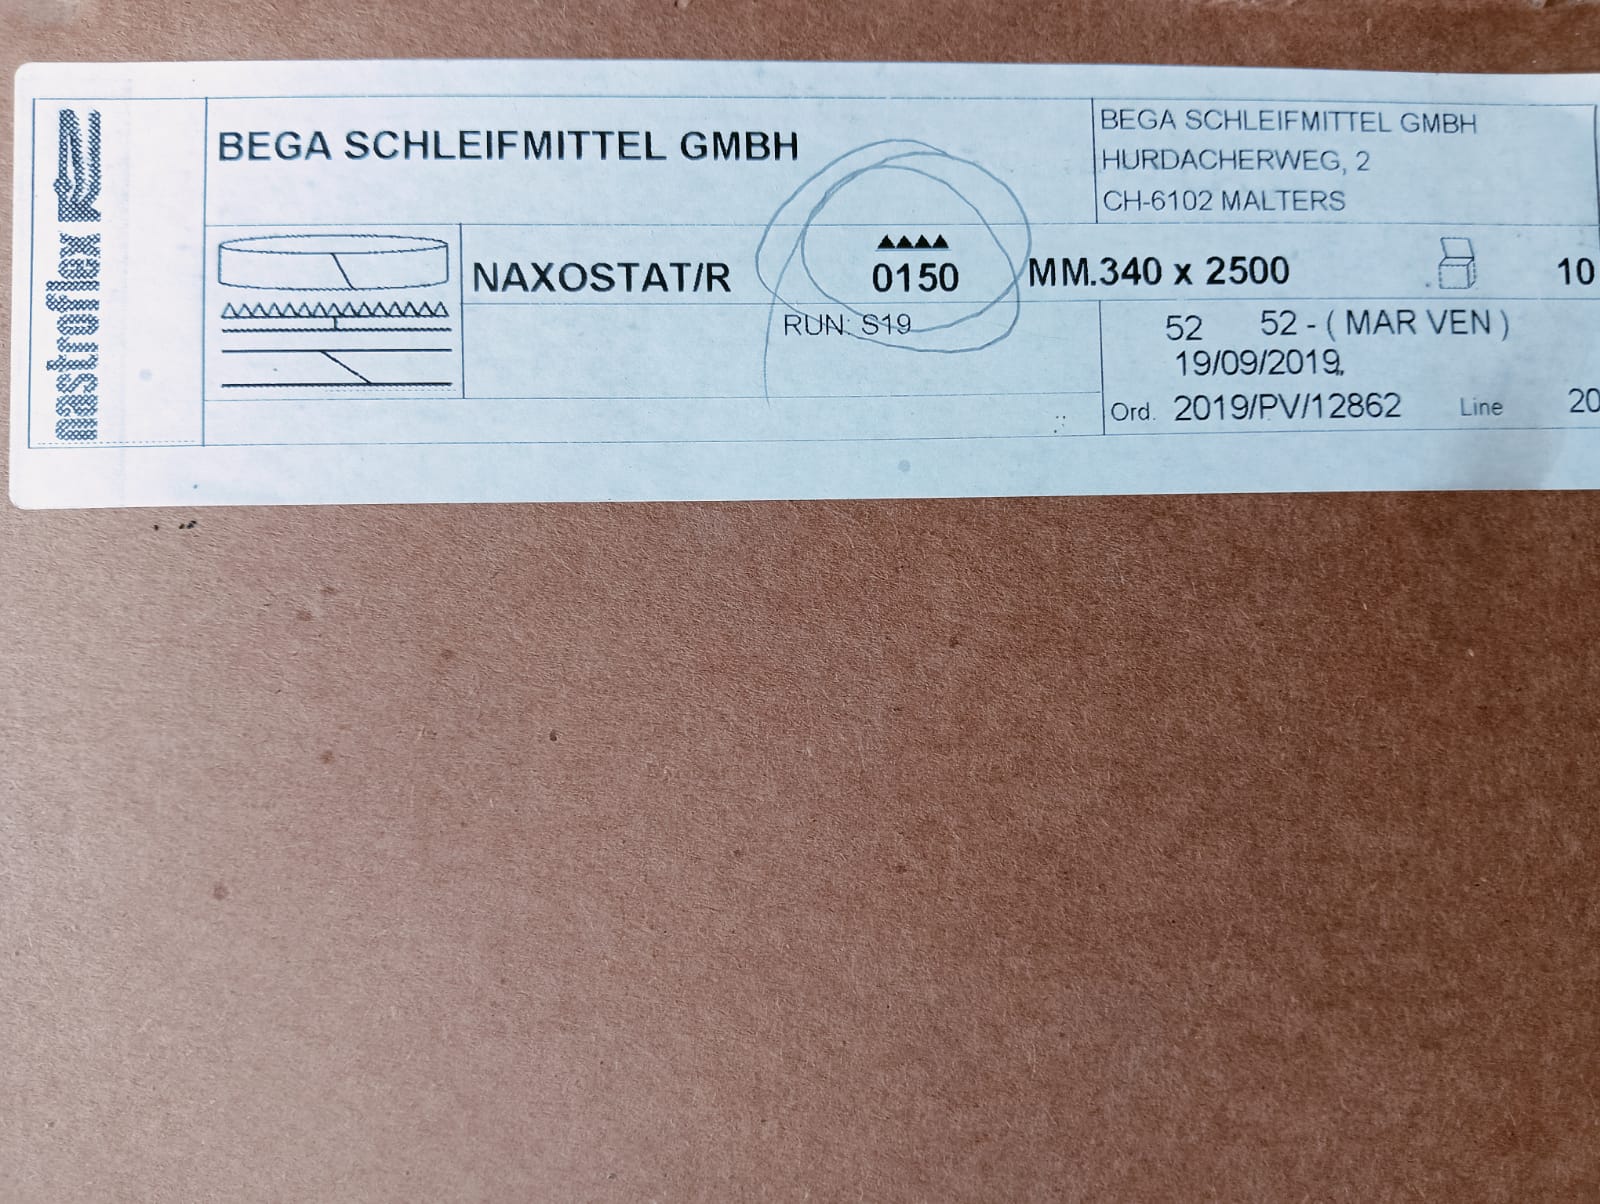 nastroflex
BEGA SCHLEIFMITTEL GMBH
BEGA SCHLEIFMITTEL GMBH
HURDACHERWEG, 2
CH-6102 MALTERS
NAXOSTAT/R
0150
MM.340 x 2500
10
RUN: S19
52 52 - ( MAR VEN )
19/09/2019
Ord. 2019/PV/12862 Line 20